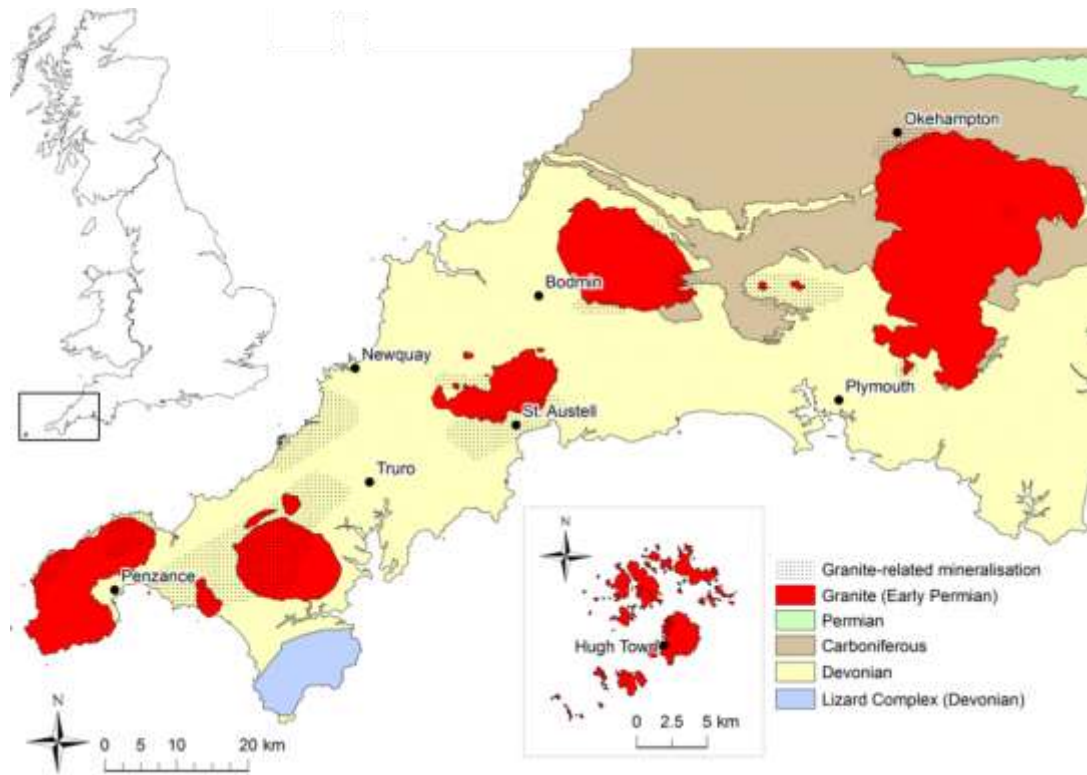 Okehampton
Bodmin
Newquay
Plymouth
St. Austell
Truro
Penzance
N
0 5 10 20 km
N
Hugh Town
0 2.5 5 km
Granite-related mineralisation
Granite (Early Permian)
Permian
Carboniferous
Devonian
Lizard Complex (Devonian)